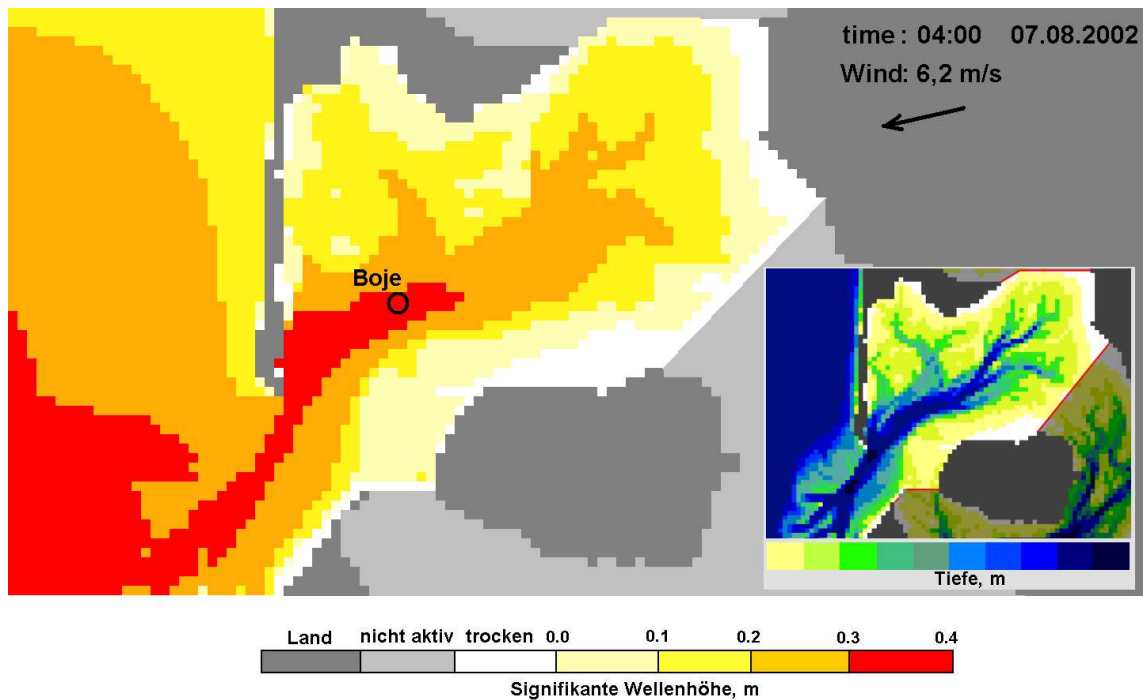 time : 04:00 07.08.2002
Wind: 6,2 m/s
Boje
Tiefe, m
Land nicht aktiv trocken 0.0 0.1 0.2 0.3 0.4
Signifikante Wellenhöhe, m